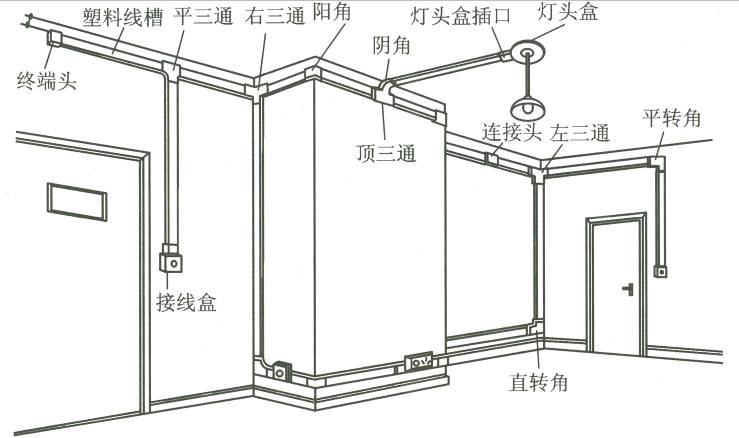 塑料线槽
平三通
右三通
阳角
灯头盒插口
灯头盒
终端头
阴角
顶三通
连接头
左三通
平转角
接线盒
直转角